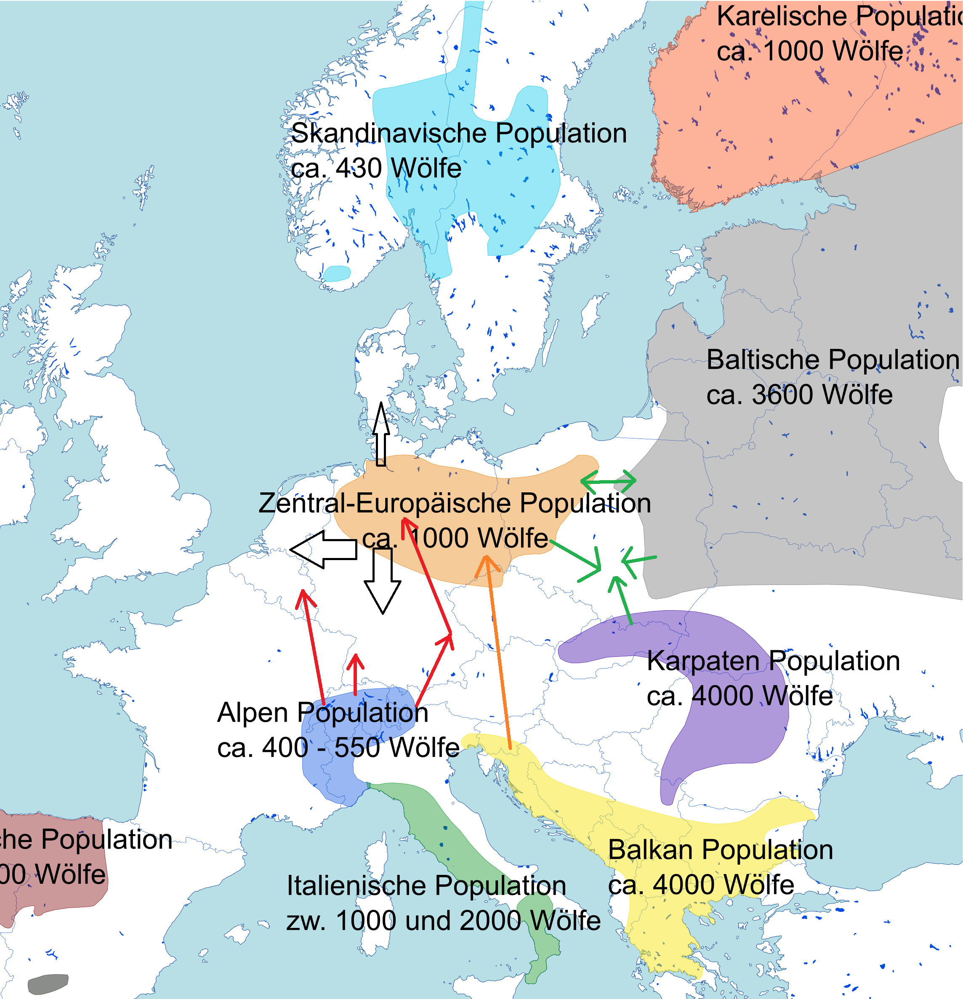 Karelische Populatio
ca. 1000 Wölfe
Skandinavische Population
ca. 430 Wölfe
Baltische Population
ca. 3600 Wölfe
Zentral-Europäische Population
ca. 1000 Wölfe
Karpaten Population
ca. 4000 Wölfe
Alpen Population
ca. 400 - 550 Wölfe
che Population
00 Wölfe
Balkan Population
ca. 4000 Wölfe
Italienische Population
zw. 1000 und 2000 Wölfe